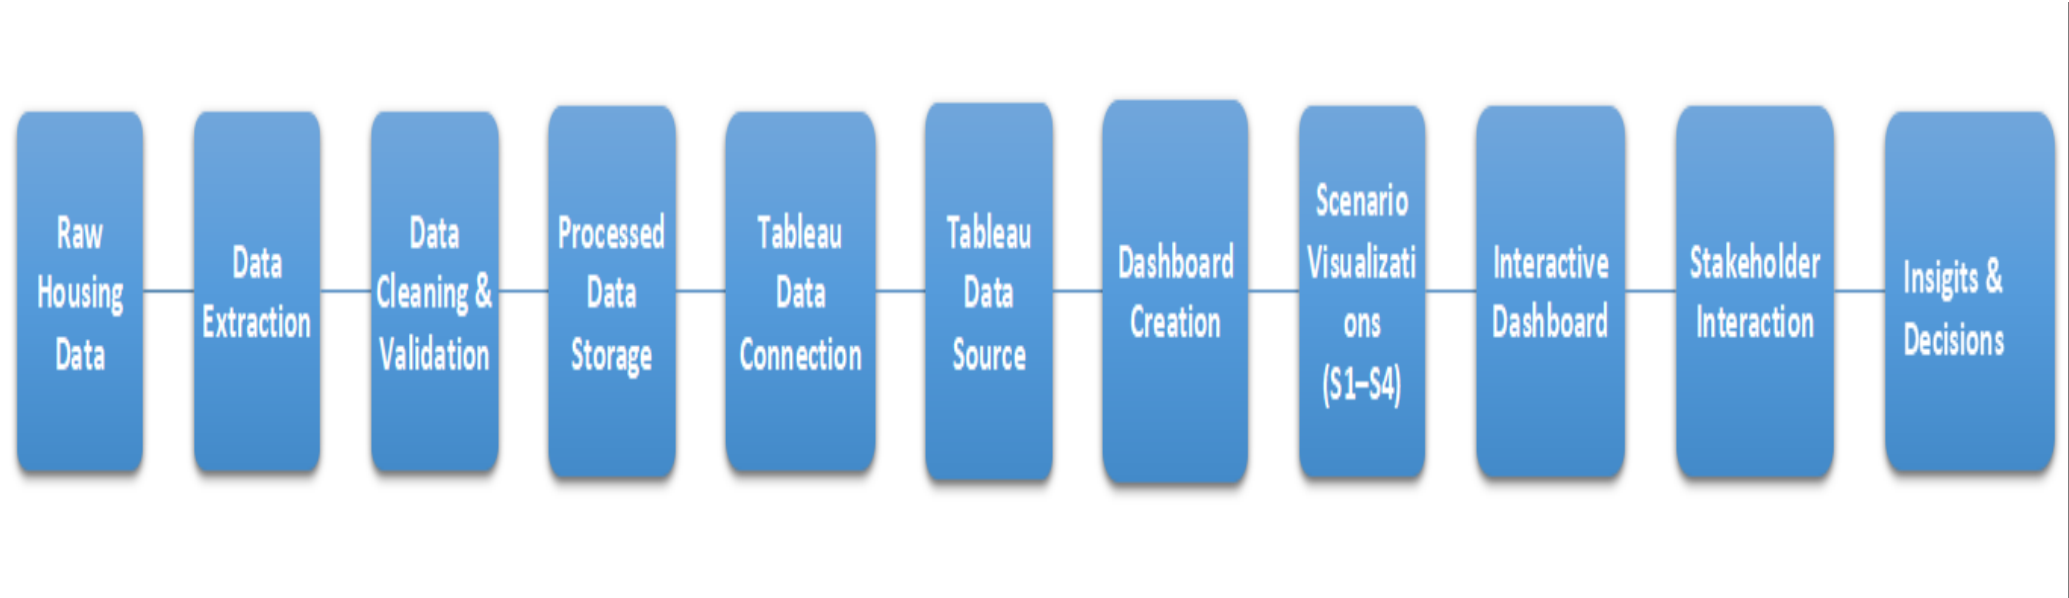 Raw
Housing
Data
Data
Extraction
Data
Cleaning &
Validation
Processed
Data
Storage
Tableau
Data
Connection
Tableau
Data
Source
Dashboard
Creation
Scenario
Visualizati
ons
(S1–S4)
Interactive
Dashboard
Stakeholder
Interaction
Insigits &
Decisions